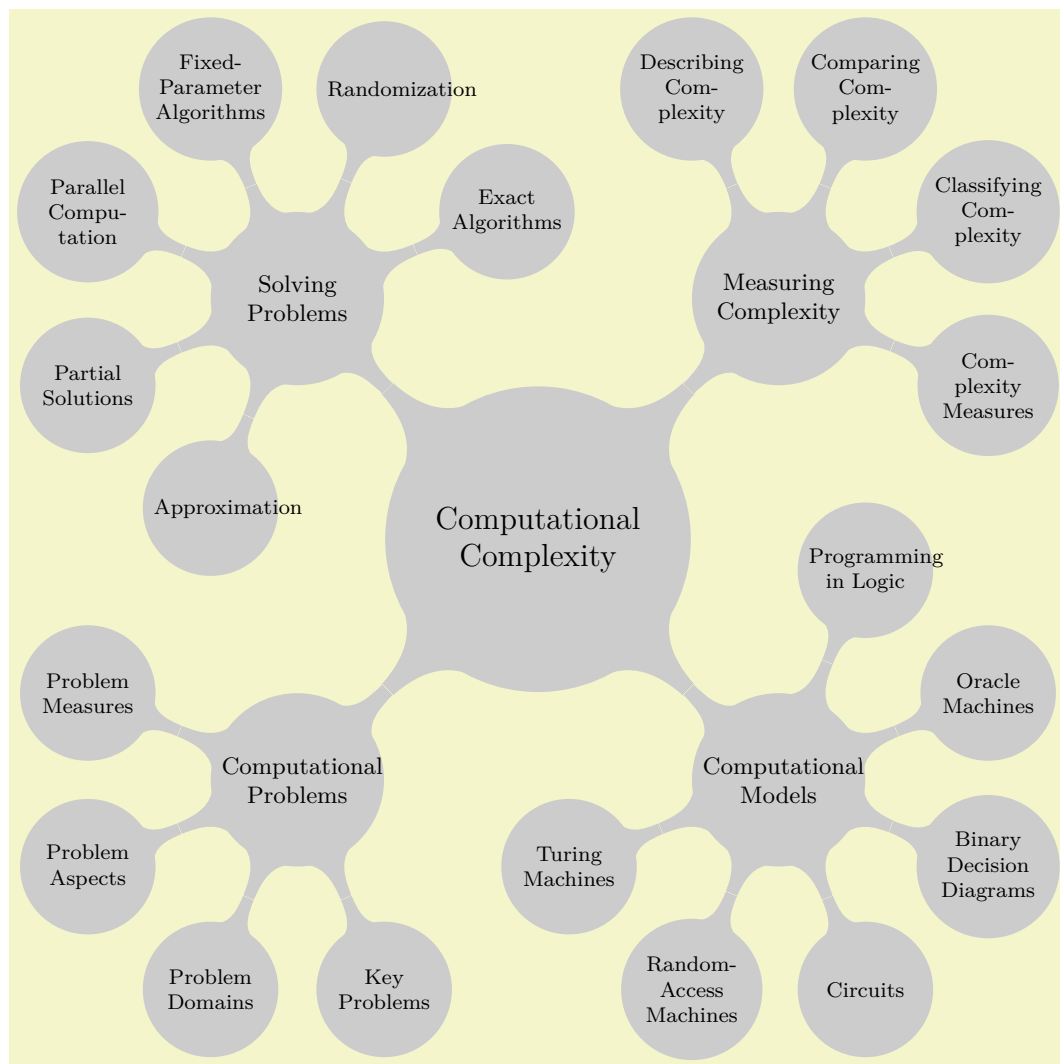 Computational
Complexity
Solving
Problems
Fixed-
Parameter
Algorithms
Randomization
Exact
Algorithms
Parallel
Compu-
tation
Partial
Solutions
Approximation
Measuring
Complexity
Describing
Com-
plexity
Comparing
Com-
plexity
Classifying
Com-
plexity
Com-
plexity
Measures
Computational
Problems
Problem
Measures
Problem
Aspects
Problem
Domains
Key
Problems
Computational
Models
Programming
in Logic
Oracle
Machines
Binary
Decision
Diagrams
Circuits
Random-
Access
Machines
Turing
Machines